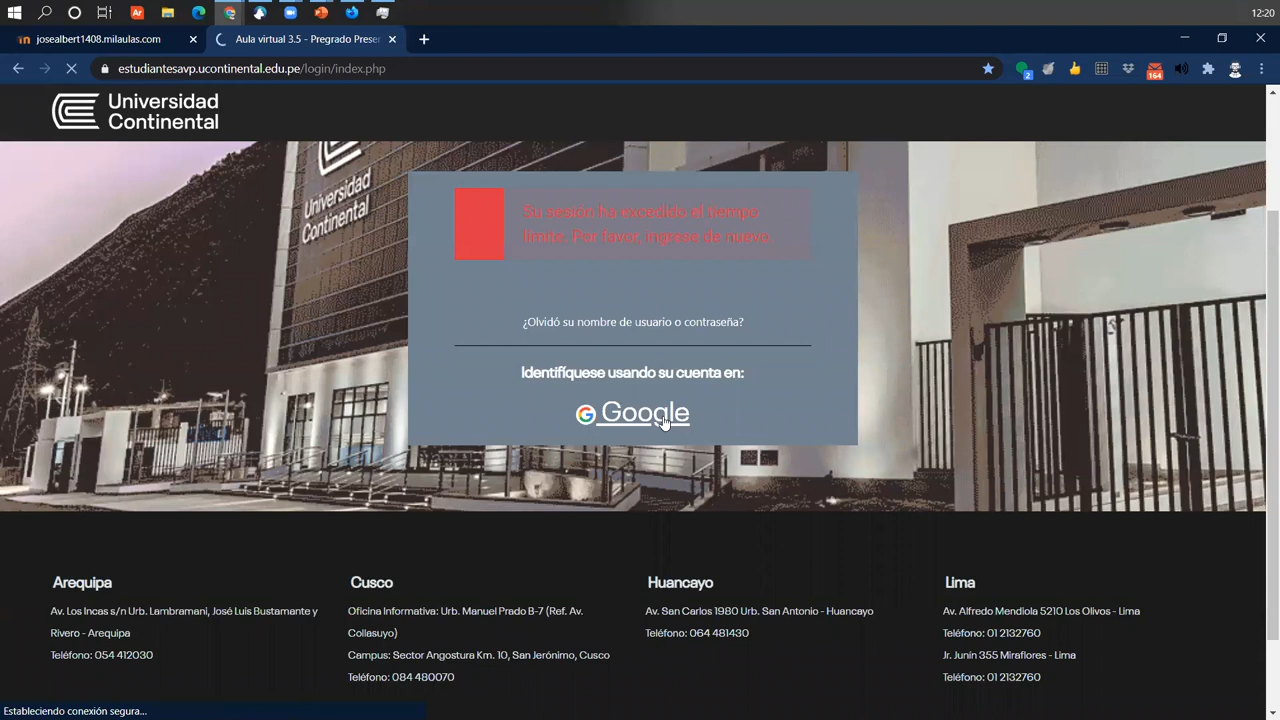 12:20
josealbert1408.milaulas.com
Aula virtual 3.5 - Pregrado Preser
estudiantesavp.ucontinental.edu.pe/login/index.php
2
164
Universidad
Continental
Universidad
Continental
Su sesión ha excedido el tiempo
límite. Por favor, ingrese de nuevo.
¿Olvidó su nombre de usuario o contraseña?
Identifíquese usando su cuenta en:
Google
Arequipa
Av. Los Incas s/n Urb. Lambramani, José Luis Bustamante y
Rivero - Arequipa
Teléfono: 054 412030
Cusco
Oficina Informativa: Urb. Manuel Prado B-7 (Ref. Av.
Collasuyo)
Campus: Sector Angostura Km. 10, San Jerónimo, Cusco
Teléfono: 084 480070
Huancayo
Av. San Carlos 1980 Urb. San Antonio - Huancayo
Teléfono: 064 481430
Lima
Av. Alfredo Mendiola 5210 Los Olivos - Lima
Teléfono: 01 2132760
Jr. Junín 355 Miraflores - Lima
Teléfono: 01 2132760
Estableciendo conexión segura...